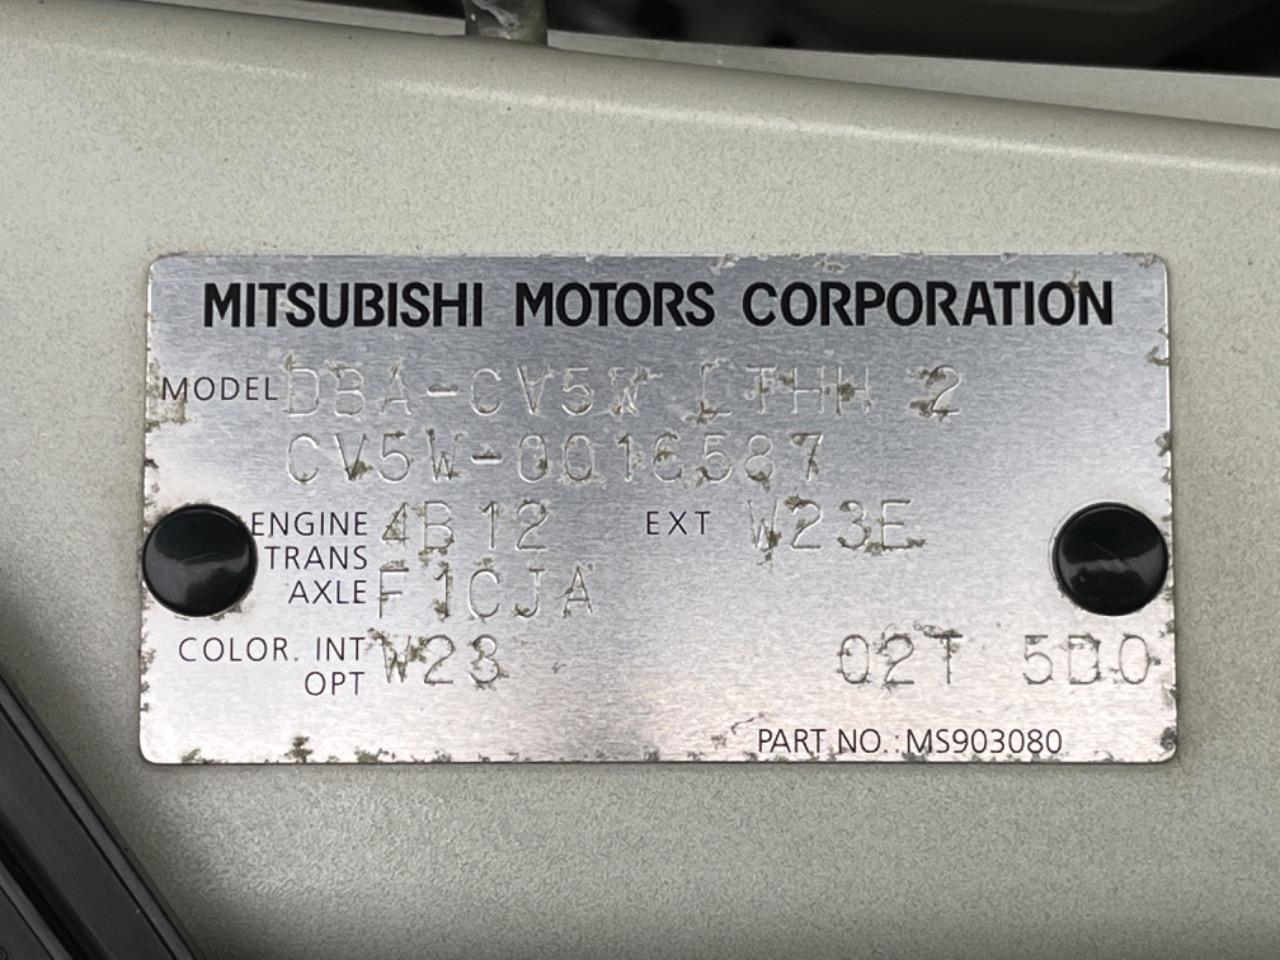 MITSUBISHI MOTORS CORPORATION
MODEL DBA-CV5W LTHH 2
CV5W-0016587
ENGINE 4B12 EXT W23E
TRANS
AXLE F1CJA
COLOR. INT W23 02T 5D0
OPT
PART NO. : MS903080